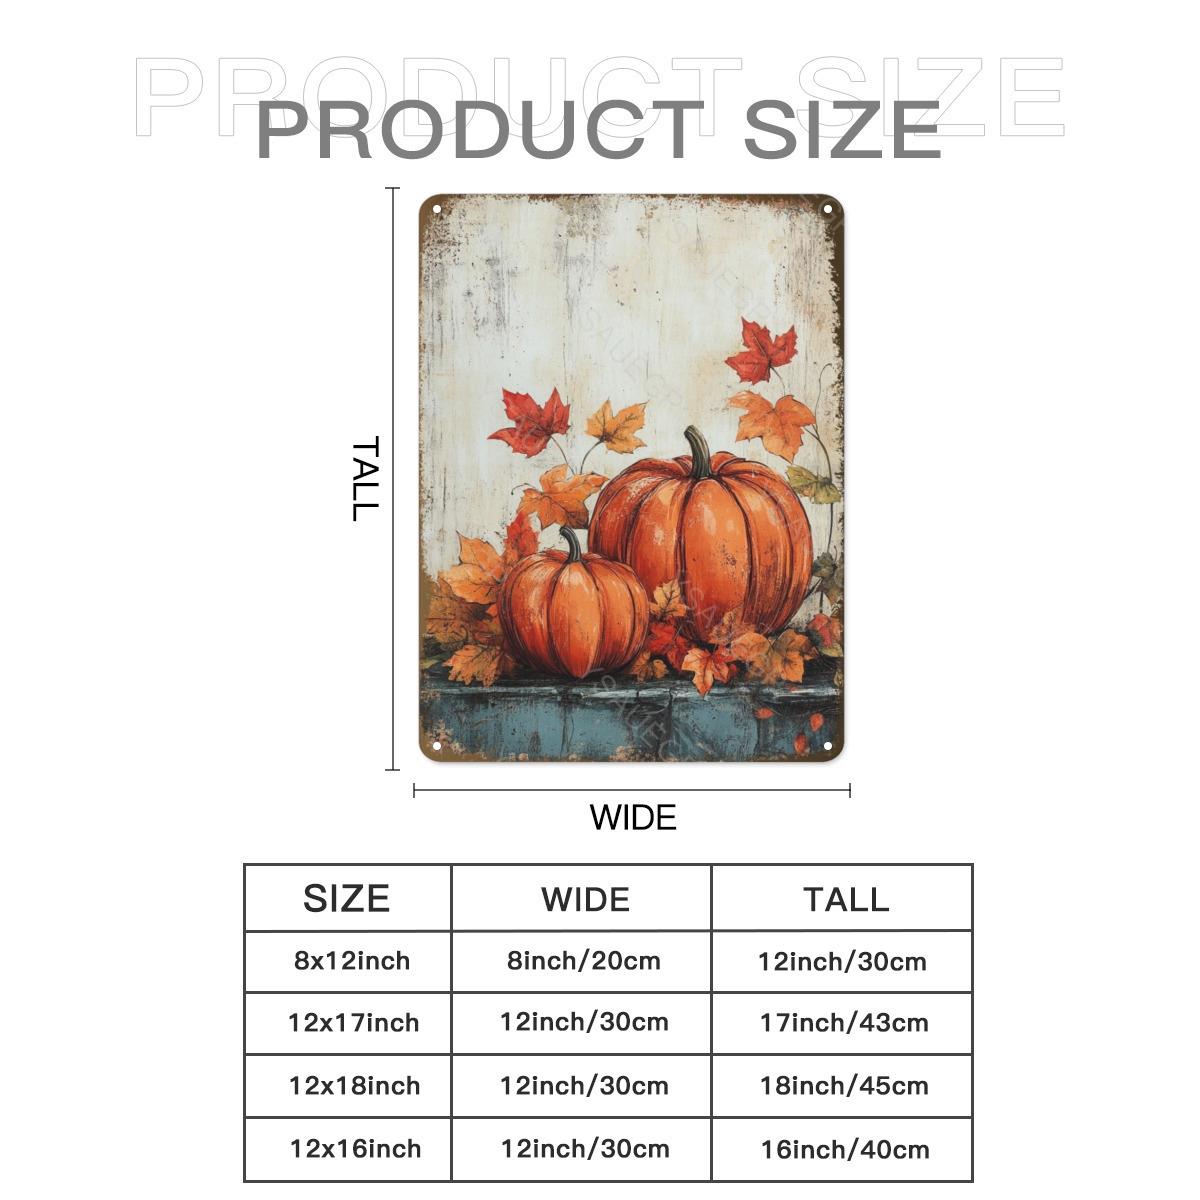 PRODUCT SIZE
PRODUCT SIZE
TALL
WIDE
SIZE WIDE TALL
8x12inch 8inch/20cm 12inch/30cm
12x17inch 12inch/30cm 17inch/43cm
12x18inch 12inch/30cm 18inch/45cm
12x16inch 12inch/30cm 16inch/40cm